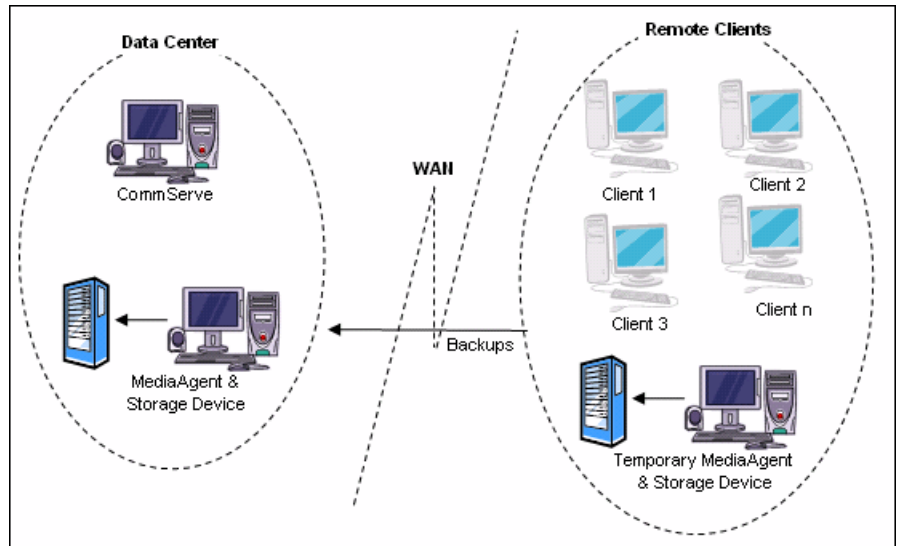 Data Center
Remote Clients
CommServe
WAN
Client 1
Client 2
Client 3
Client n
Backups
MediaAgent &
Storage Device
Temporary MediaAgent
& Storage Device